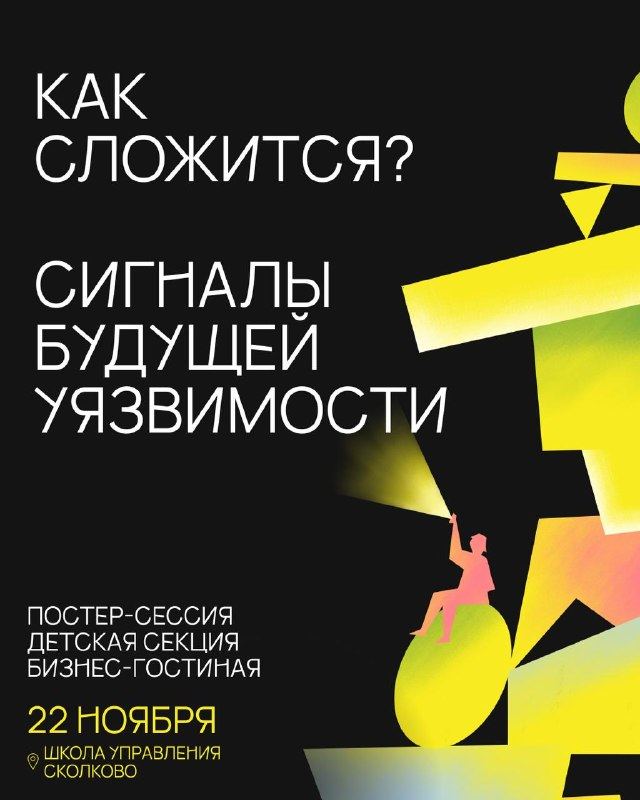 КАК
СЛОЖИТСЯ?
СИГНАЛЫ
БУДУЩЕЙ
УЯЗВИМОСТИ
ПОСТЕР-СЕССИЯ
ДЕТСКАЯ СЕКЦИЯ
БИЗНЕС-ГОСТИНАЯ
22 НОЯБРЯ
ШКОЛА УПРАВЛЕНИЯ
СКОЛКОВО